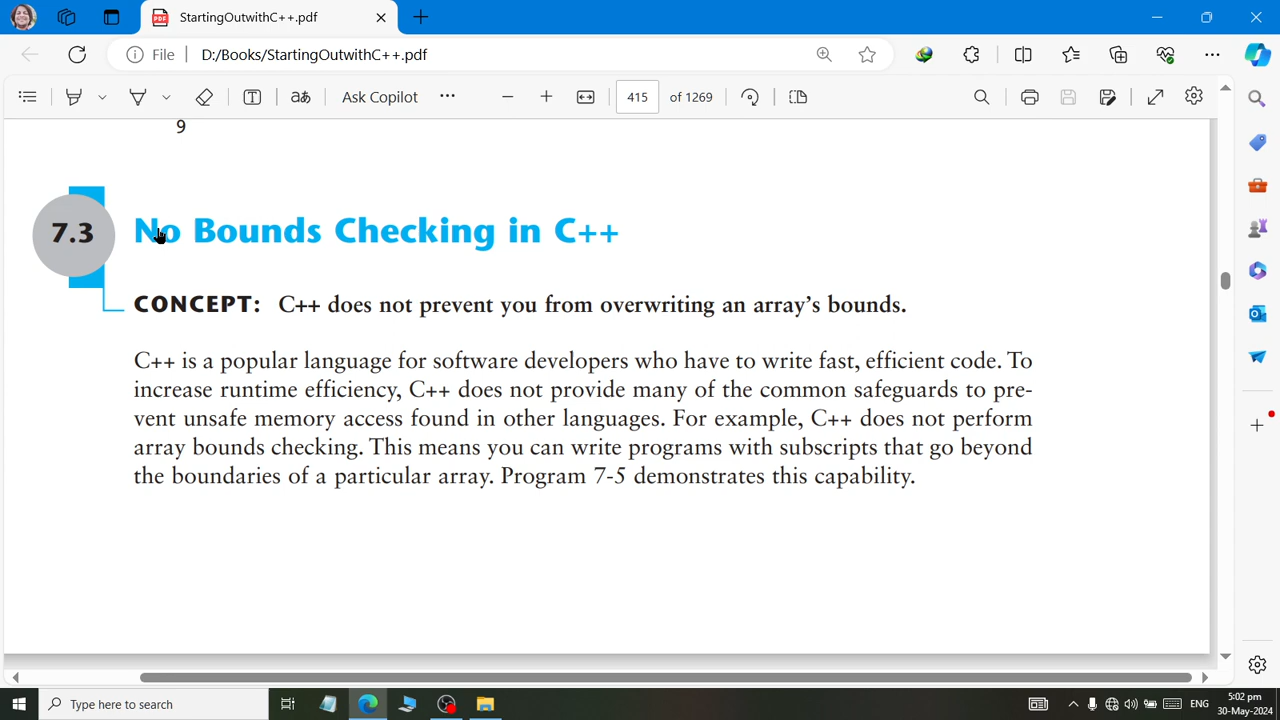 StartingOutwithC++.pdf
File
D:/Books/StartingOutwithC++.pdf
Ask Copilot
415
of 1269
9
7.3
No Bounds Checking in C++
CONCEPT: C++ does not prevent you from overwriting an array's bounds.
C++ is a popular language for software developers who have to write fast, efficient code. To
increase runtime efficiency, C++ does not provide many of the common safeguards to pre-
vent unsafe memory access found in other languages. For example, C++ does not perform
array bounds checking. This means you can write programs with subscripts that go beyond
the boundaries of a particular array. Program 7-5 demonstrates this capability.
Type here to search
ENG
5:02 pm
30-May-2024